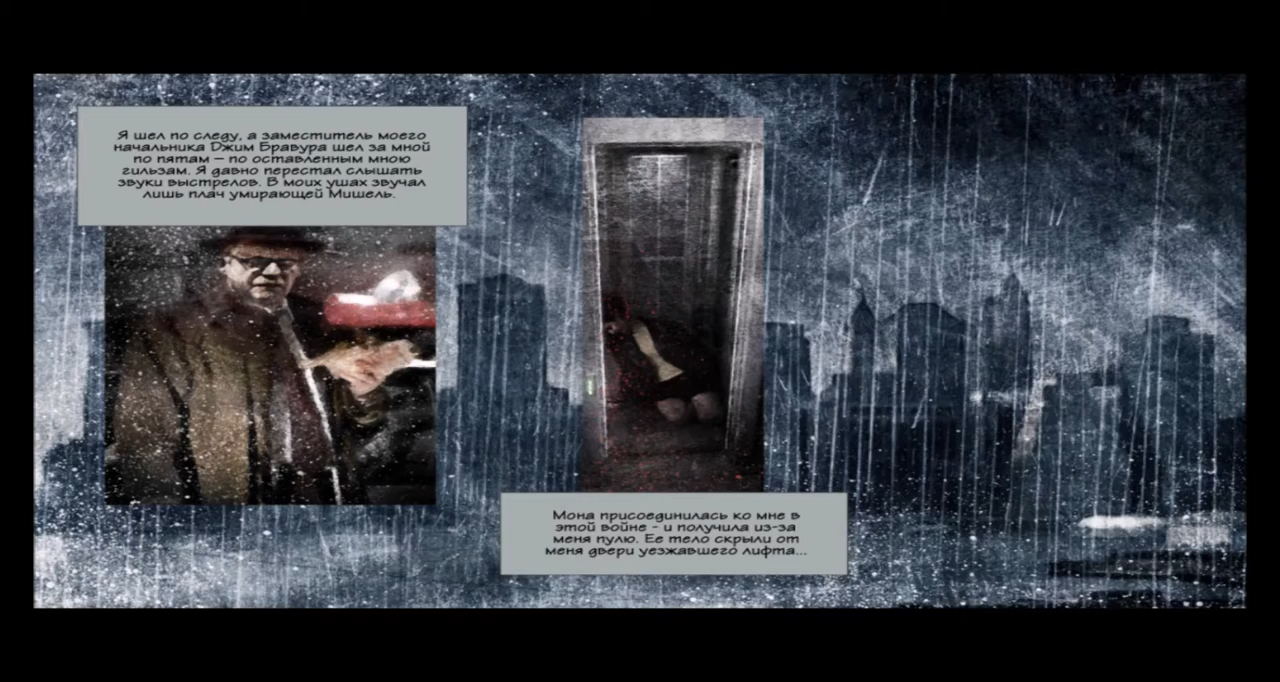 Я шел по следу, а заместитель моего
начальника Джим Бравура шел за мной
по пятам – по оставленным мною
гильзам. Я давно перестал слышать
звуки выстрелов. В моих ушах звучал
лишь плач умирающей Мишель.
Мона присоединилась ко мне в
этой войне - и получила из-за
меня пулю. Ее тело скрыли от
меня двери уезжавшего лифта...